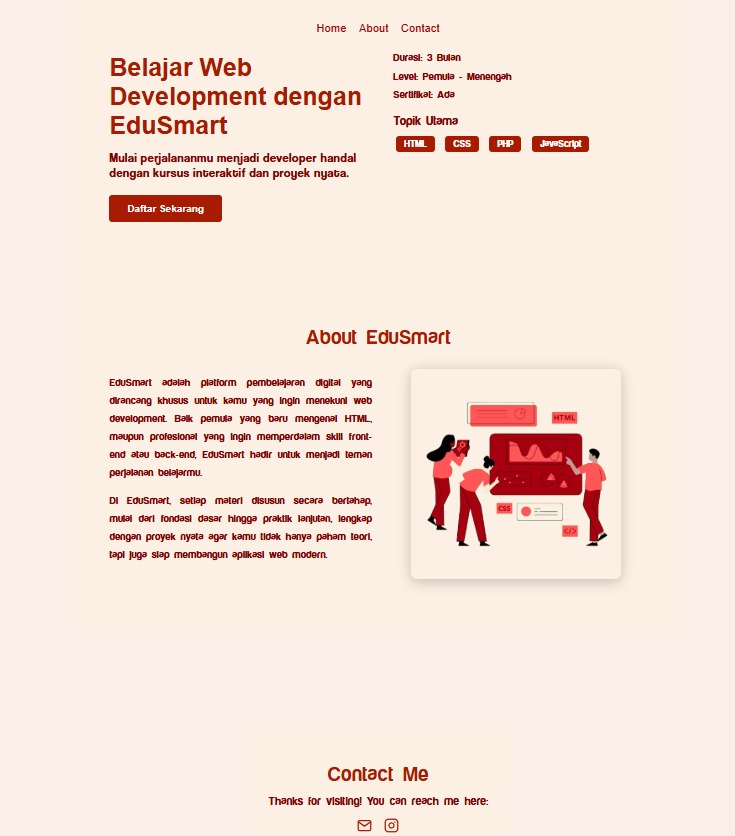 Home About Contact
Belajar Web
Development dengan
EduSmart
Mulai perjalananmu menjadi developer handal
dengan kursus interaktif dan proyek nyata.
Daftar Sekarang
Durasi: 3 Bulan
Level: Pemula - Menengah
Sertifikat: Ada
Topik Utama
HTML CSS PHP JavaScript
About EduSmart
EduSmart adalah platform pembelajaran digital yang
dirancang khusus untuk kamu yang ingin menekuni web
development. Baik pemula yang baru mengenal HTML,
maupun profesional yang ingin memperdalam skill front-
end atau back-end, EduSmart hadir untuk menjadi teman
perjalanan belajarmu.
Di EduSmart, setiap materi disusun secara bertahap,
mulai dari fondasi dasar hingga praktik lanjutan, lengkap
dengan proyek nyata agar kamu tidak hanya paham teori,
tapi juga siap membangun aplikasi web modern.
HTML
CSS
</>
Contact Me
Thanks for visiting! You can reach me here: